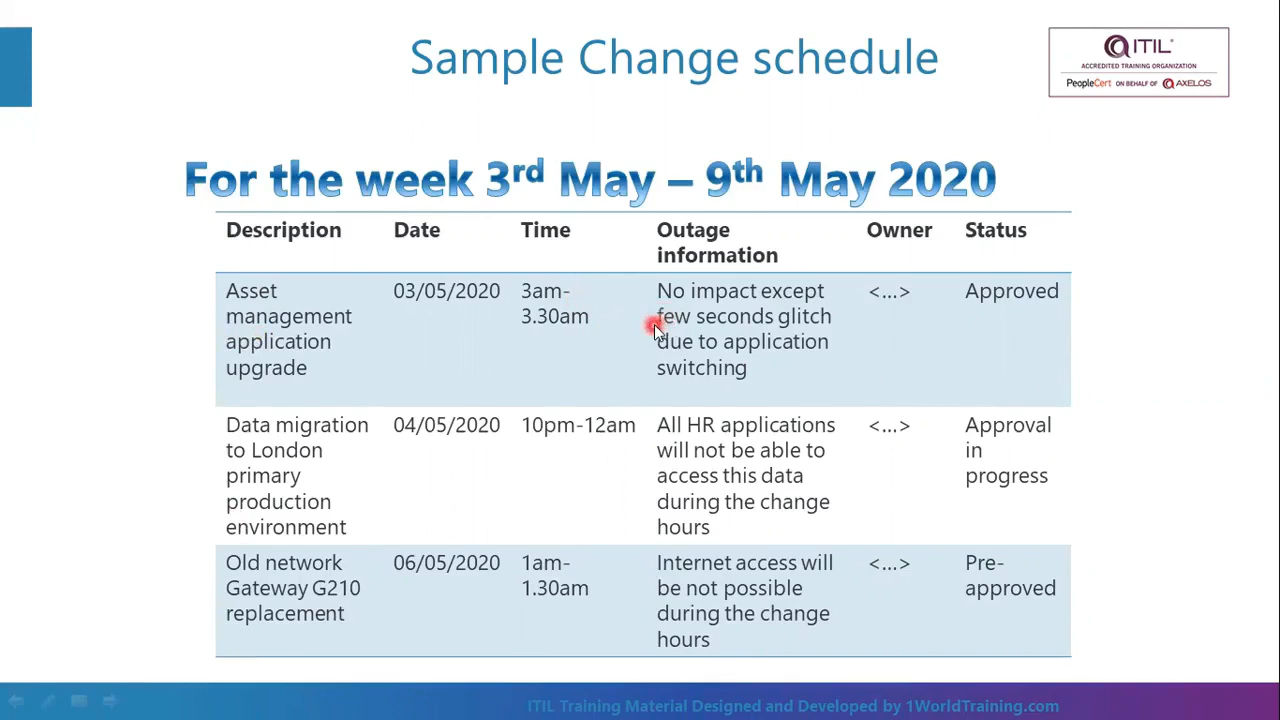 Sample Change schedule
ITIL®
ACCREDITED TRAINING ORGANIZATION
PeopleCert ON BEHALF OF AXELOS
For the week 3rd May – 9th May 2020
Description Date Time Outage information Owner Status
Asset management application upgrade 03/05/2020 3am-3.30am No impact except few seconds glitch due to application switching <...> Approved
Data migration to London primary production environment 04/05/2020 10pm-12am All HR applications will not be able to access this data during the change hours <...> Approval in progress
Old network Gateway G210 replacement 06/05/2020 1am-1.30am Internet access will be not possible during the change hours <...> Pre-approved
ITIL Training Material Designed and Developed by 1WorldTraining.com